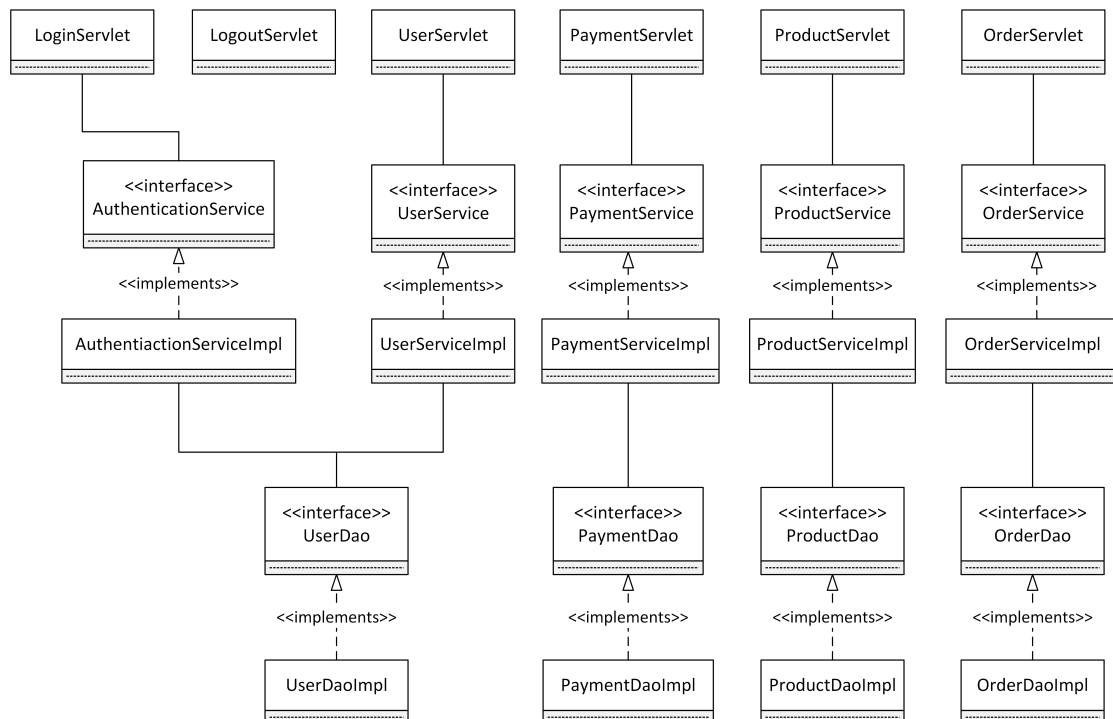 LoginServlet
LogoutServlet
UserServlet
PaymentServlet
ProductServlet
OrderServlet
<<interface>>
AuthenticationService
<<interface>>
UserService
<<interface>>
PaymentService
<<interface>>
ProductService
<<interface>>
OrderService
<<implements>>
<<implements>>
<<implements>>
<<implements>>
<<implements>>
AuthentiactionServiceImpl
UserServiceImpl
PaymentServiceImpl
ProductServiceImpl
OrderServiceImpl
<<interface>>
UserDao
<<interface>>
PaymentDao
<<interface>>
ProductDao
<<interface>>
OrderDao
<<implements>>
<<implements>>
<<implements>>
<<implements>>
UserDaoImpl
PaymentDaoImpl
ProductDaoImpl
OrderDaoImpl